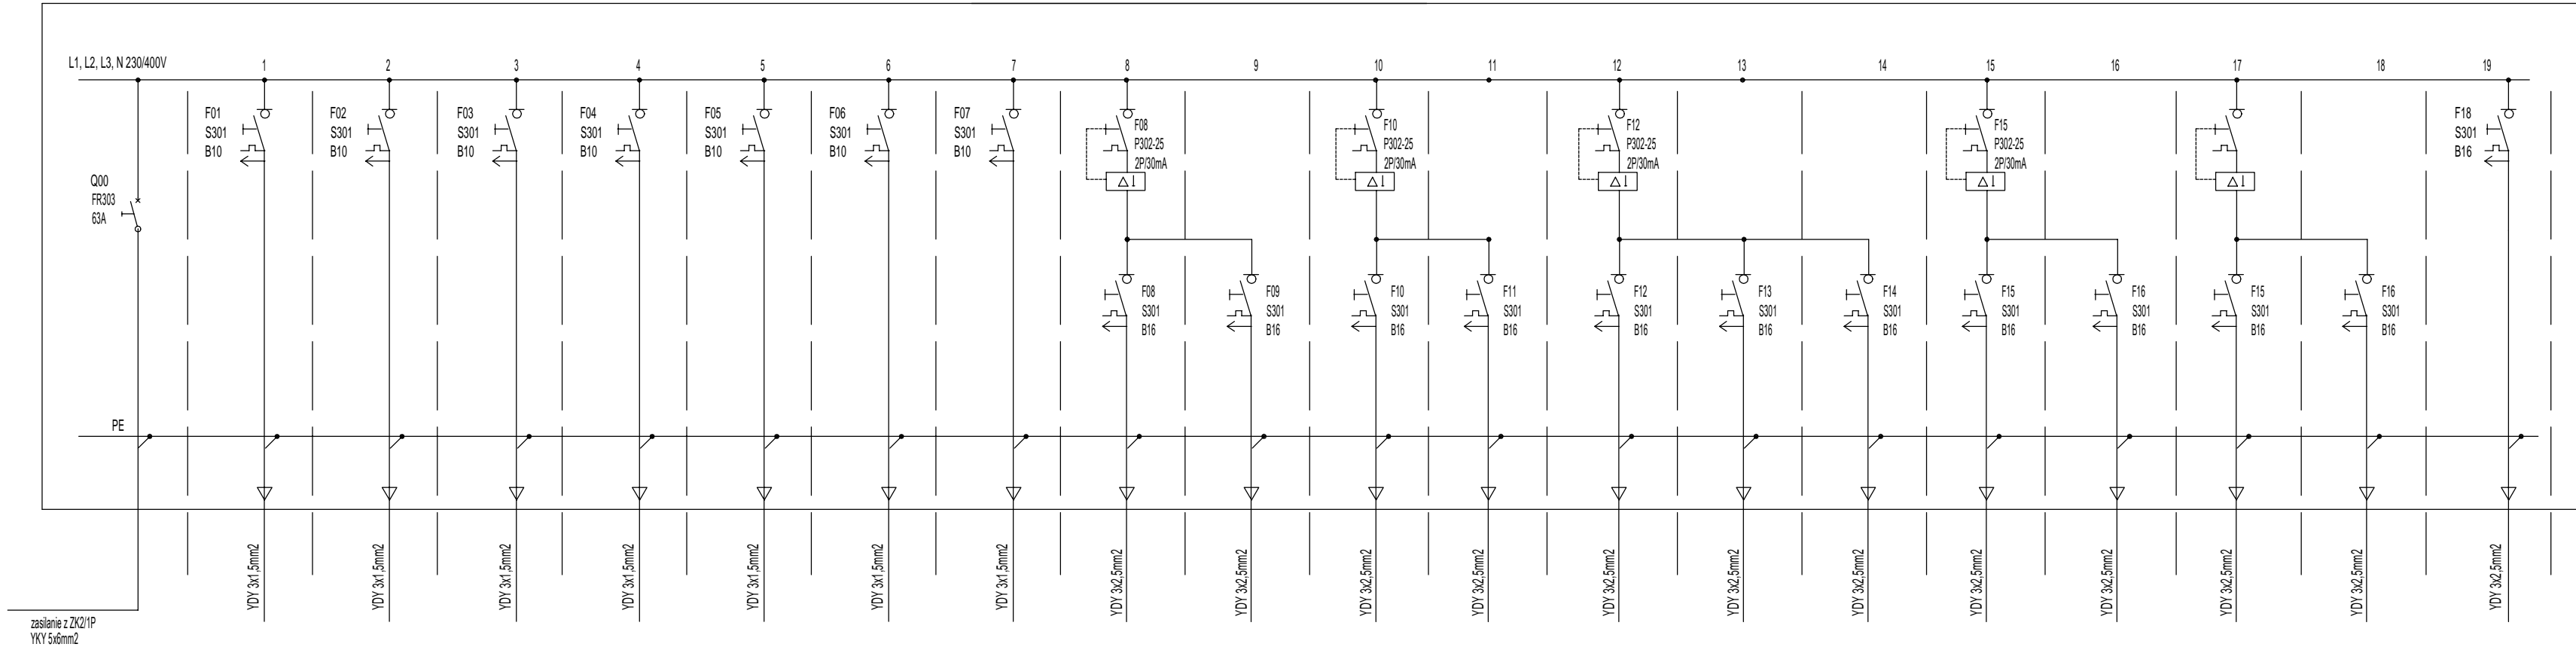 L1, L2, L3, N 230/400V
1
2
3
4
5
6
7
8
9
10
11
12
13
14
15
16
17
18
19
Q00
FR303
63A
F01
S301
B10
F02
S301
B10
F03
S301
B10
F04
S301
B10
F05
S301
B10
F06
S301
B10
F07
S301
B10
F08
P302-25
2P/30mA
F10
P302-25
2P/30mA
F12
P302-25
2P/30mA
F15
P302-25
2P/30mA
F18
S301
B16
F08
S301
B16
F09
S301
B16
F10
S301
B16
F11
S301
B16
F12
S301
B16
F13
S301
B16
F14
S301
B16
F15
S301
B16
F16
S301
B16
F15
S301
B16
F16
S301
B16
PE
YDY 3x1,5mm2
YDY 3x1,5mm2
YDY 3x1,5mm2
YDY 3x1,5mm2
YDY 3x1,5mm2
YDY 3x1,5mm2
YDY 3x1,5mm2
YDY 3x2,5mm2
YDY 3x2,5mm2
YDY 3x2,5mm2
YDY 3x2,5mm2
YDY 3x2,5mm2
YDY 3x2,5mm2
YDY 3x2,5mm2
YDY 3x2,5mm2
YDY 3x2,5mm2
YDY 3x2,5mm2
YDY 3x2,5mm2
YDY 3x2,5mm2
zasilanie z ZK2/1P
YKY 5x6mm2